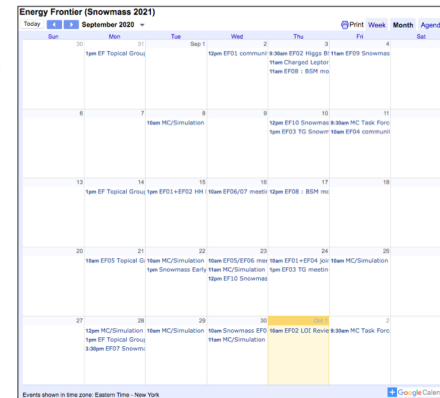 Energy Frontier (Snowmass 2021)
Today September 2020 Print Week Month Agend
Sun Mon Tue Wed Thu Fri Sat
30 31 Sep 1 2 3 4
1pm EF Topical Grou 12pm EF01 communi 9:30am EF02 Higgs B 11am EF09 Snowmas
11am Charged Lepto
11am EF08 : BSM mo
6 7 8 9 10 11
10am MC/Simulation 12pm EF10 Snowmas 9:30am MC Task Forc
1pm EF03 TG Snow 10am EF04 communi
13 14 15 16 17 18
1pm EF Topical Grou 1pm EF01+EF02 HH 10am EF06/07 meeti 12pm EF08 : BSM mo
20 21 22 23 24 25
10am EF05 Topical G 10am MC/Simulation 10am EF05/EF06 me 10am EF01+EF04 joi 10am MC/Simulation
1pm Snowmass Early 11am MC/Simulation 1pm EF03 TG meetin
12pm EF10 Snowmas
27 28 29 30 Oct 1 2
12pm MC/Simulation 10am MC/Simulation 10am Snowmass EF0 10am EF02 LOI Revie 9:30am MC Task Forc
1pm EF Topical Grou 11am MC/Simulation
3:30pm EF07 Snowm
Events shown in time zone: Eastern Time - New York
Google Calen